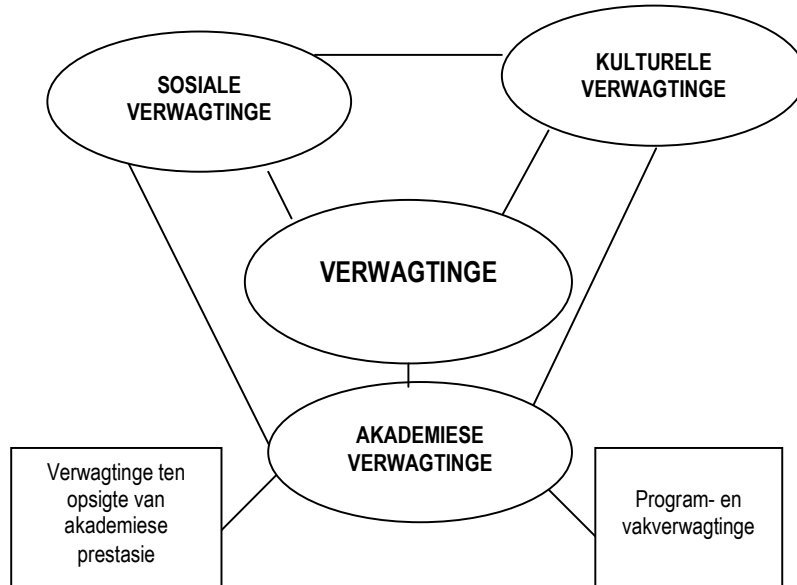 SOSIALE
VERWAGTINGE
KULTURELE
VERWAGTINGE
VERWAGTINGE
AKADEMIESE
VERWAGTINGE
Verwagtinge ten
opsigte van
akademiese
prestasie
Program- en
vakverwagtinge